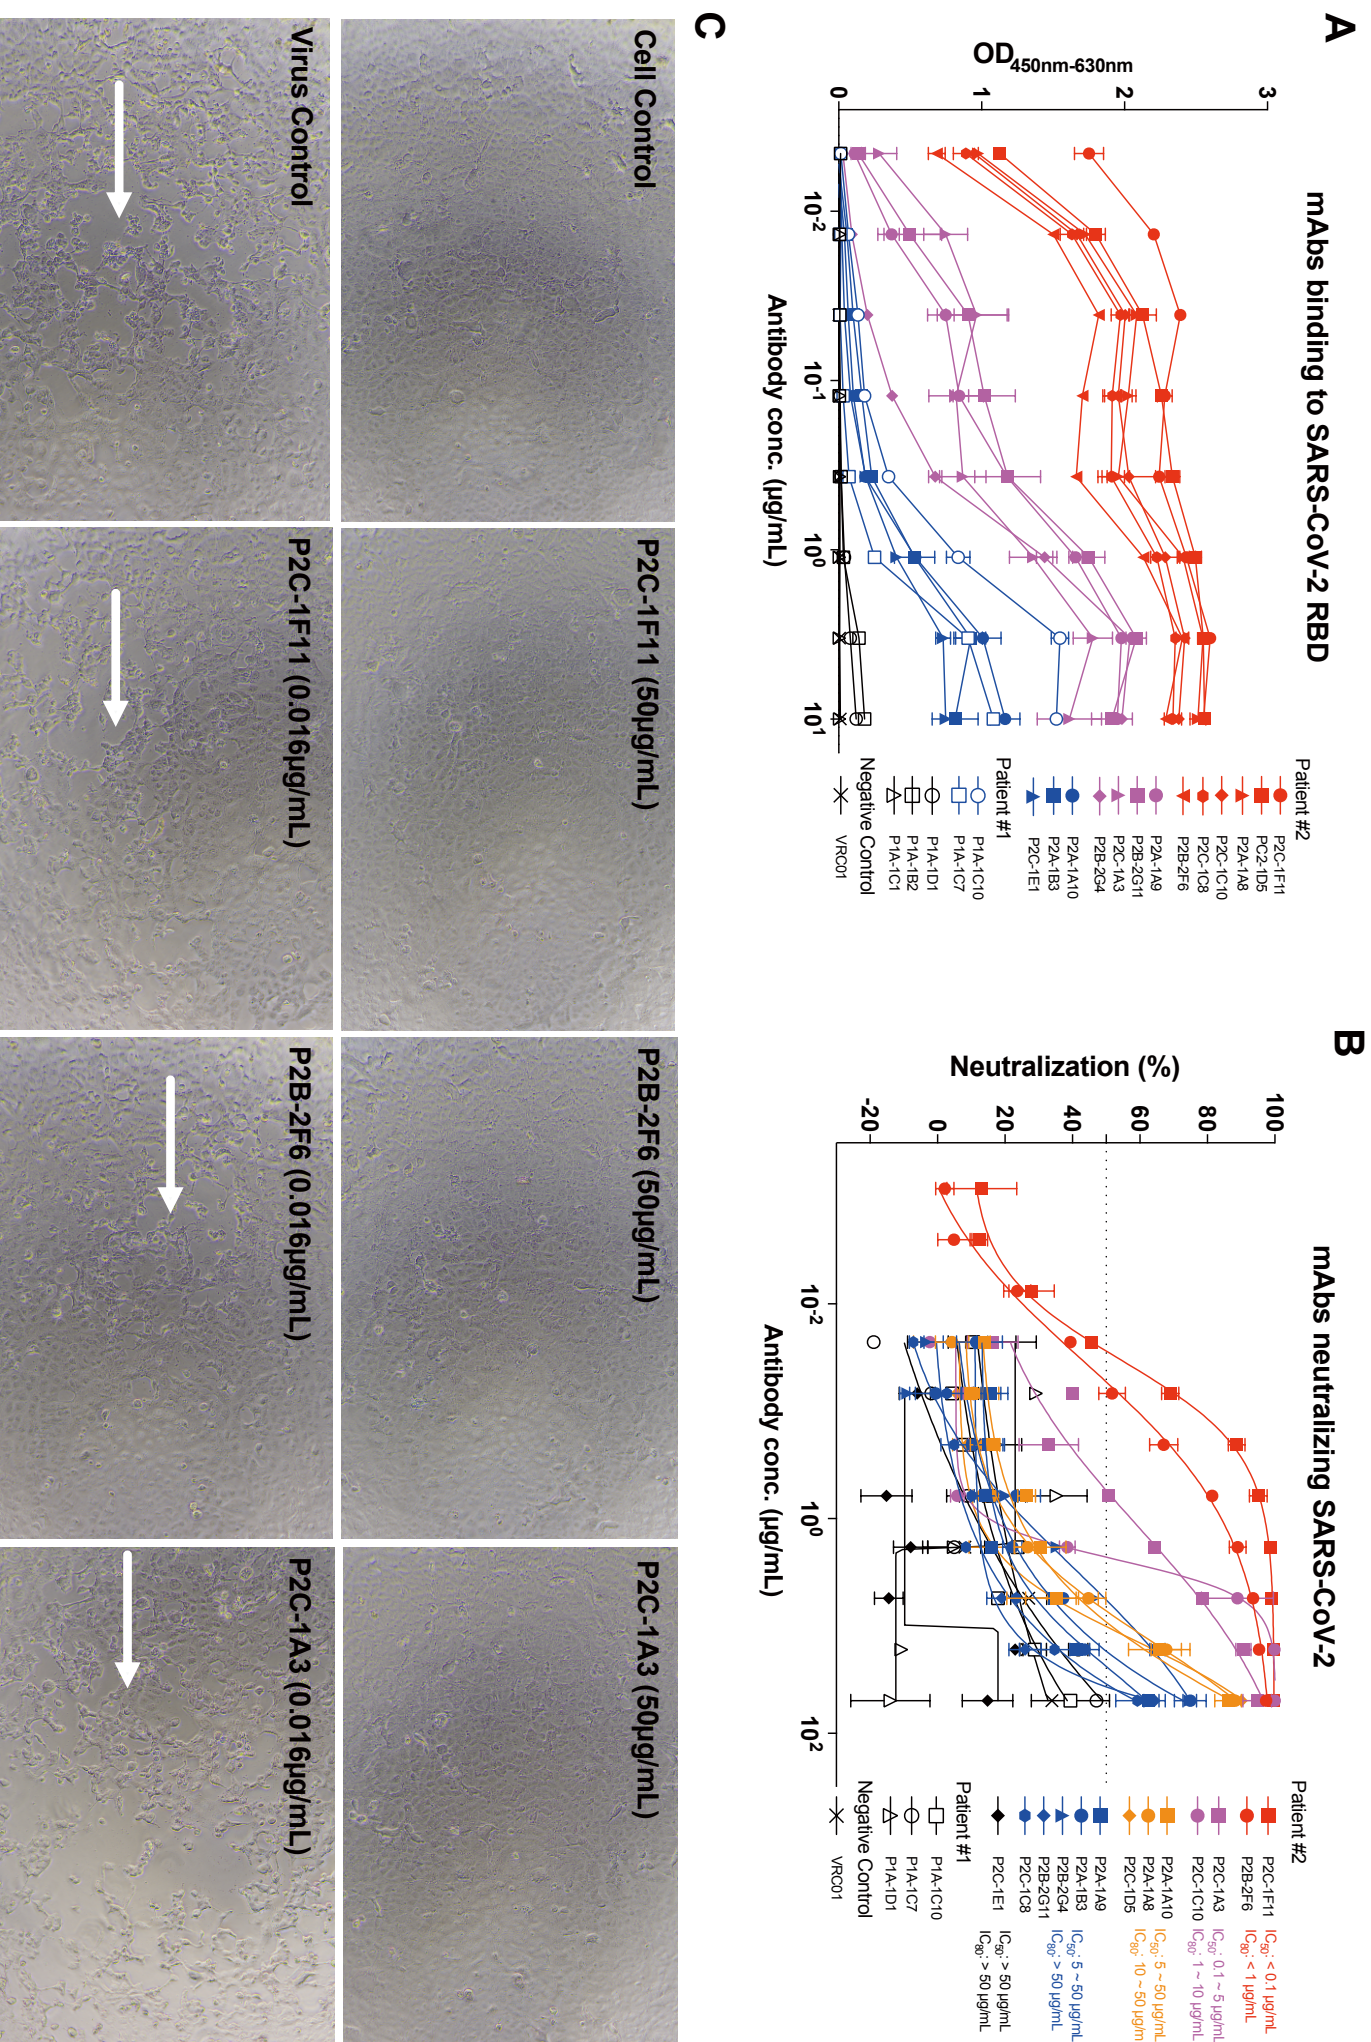 A
mAbs binding to SARS-CoV-2 RBD
OD450nm-630nm
3
2
1
0
10-2
10-1
100
101
Antibody conc. (µg/mL)
Patient #2
P2C-1F11
PC2-1D5
P2A-1A8
P2C-1C10
P2C-1C8
P2B-2F6
P2A-1A9
P2B-2G11
P2C-1A3
P2B-2G4
P2A-1A10
P2A-1B3
P2C-1E1
Patient #1
P1A-1C10
P1A-1C7
P1A-1D1
P1A-1B2
P1A-1C1
Negative Control
VRC01
B
mAbs neutralizing SARS-CoV-2
Neutralization (%)
100
80
60
40
20
0
-20
10-2
100
102
Antibody conc. (µg/mL)
Patient #2
P2C-1F11 IC50: < 0.1 µg/mL
P2B-2F6 IC80: < 1 µg/mL
P2C-1A3 IC50: 0.1 ~ 5 µg/mL
P2C-1C10 IC80: 1 ~ 10 µg/mL
P2A-1A10 IC50: 5 ~ 50 µg/mL
P2A-1A8 IC80: 10 ~ 50 µg/m
P2C-1D5
P2A-1A9
P2A-1B3 IC50: 5 ~ 50 µg/mL
P2B-2G4 IC80: > 50 µg/mL
P2B-2G11
P2C-1C8
P2C-1E1 IC50: > 50 µg/mL
IC80: > 50 µg/mL
Patient #1
P1A-1C10
P1A-1C7
P1A-1D1
Negative Control
VRC01
C
Cell Control
P2C-1F11 (50µg/mL)
P2B-2F6 (50µg/mL)
P2C-1A3 (50µg/mL)
Virus Control
P2C-1F11 (0.016µg/mL)
P2B-2F6 (0.016µg/mL)
P2C-1A3 (0.016µg/mL)